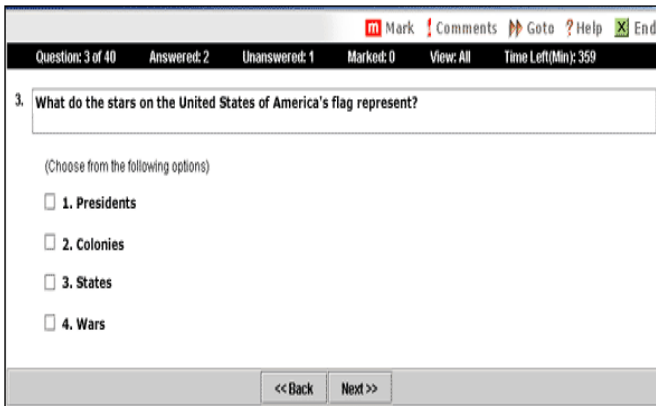 m Mark ! Comments Goto ? Help X End
Question: 3 of 40 Answered: 2 Unanswered: 1 Marked: 0 View: All Time Left(Min): 359
3. What do the stars on the United States of America's flag represent?
(Choose from the following options)
1. Presidents
2. Colonies
3. States
4. Wars
<< Back Next >>